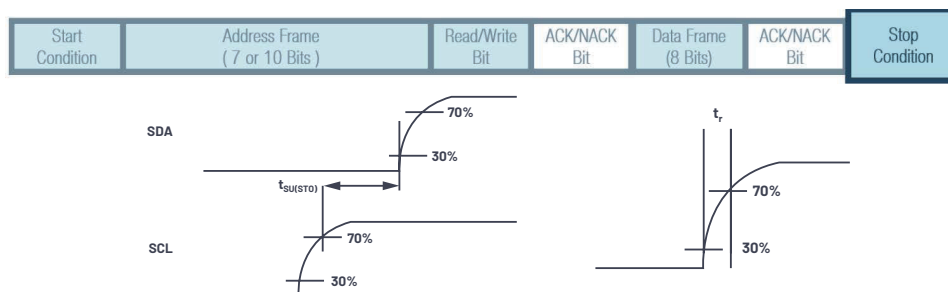 Start
Condition
Address Frame
( 7 or 10 Bits )
Read/Write
Bit
ACK/NACK
Bit
Data Frame
(8 Bits)
ACK/NACK
Bit
Stop
Condition
SDA
70%
30%
tSU(STO)
SCL
70%
30%
tr
70%
30%